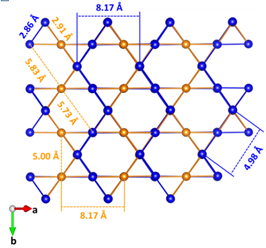 8.17 Å
2.86 Å
2.91 Å
5.83 Å
5.73 Å
5.00 Å
4.98 Å
8.17 Å
a
b